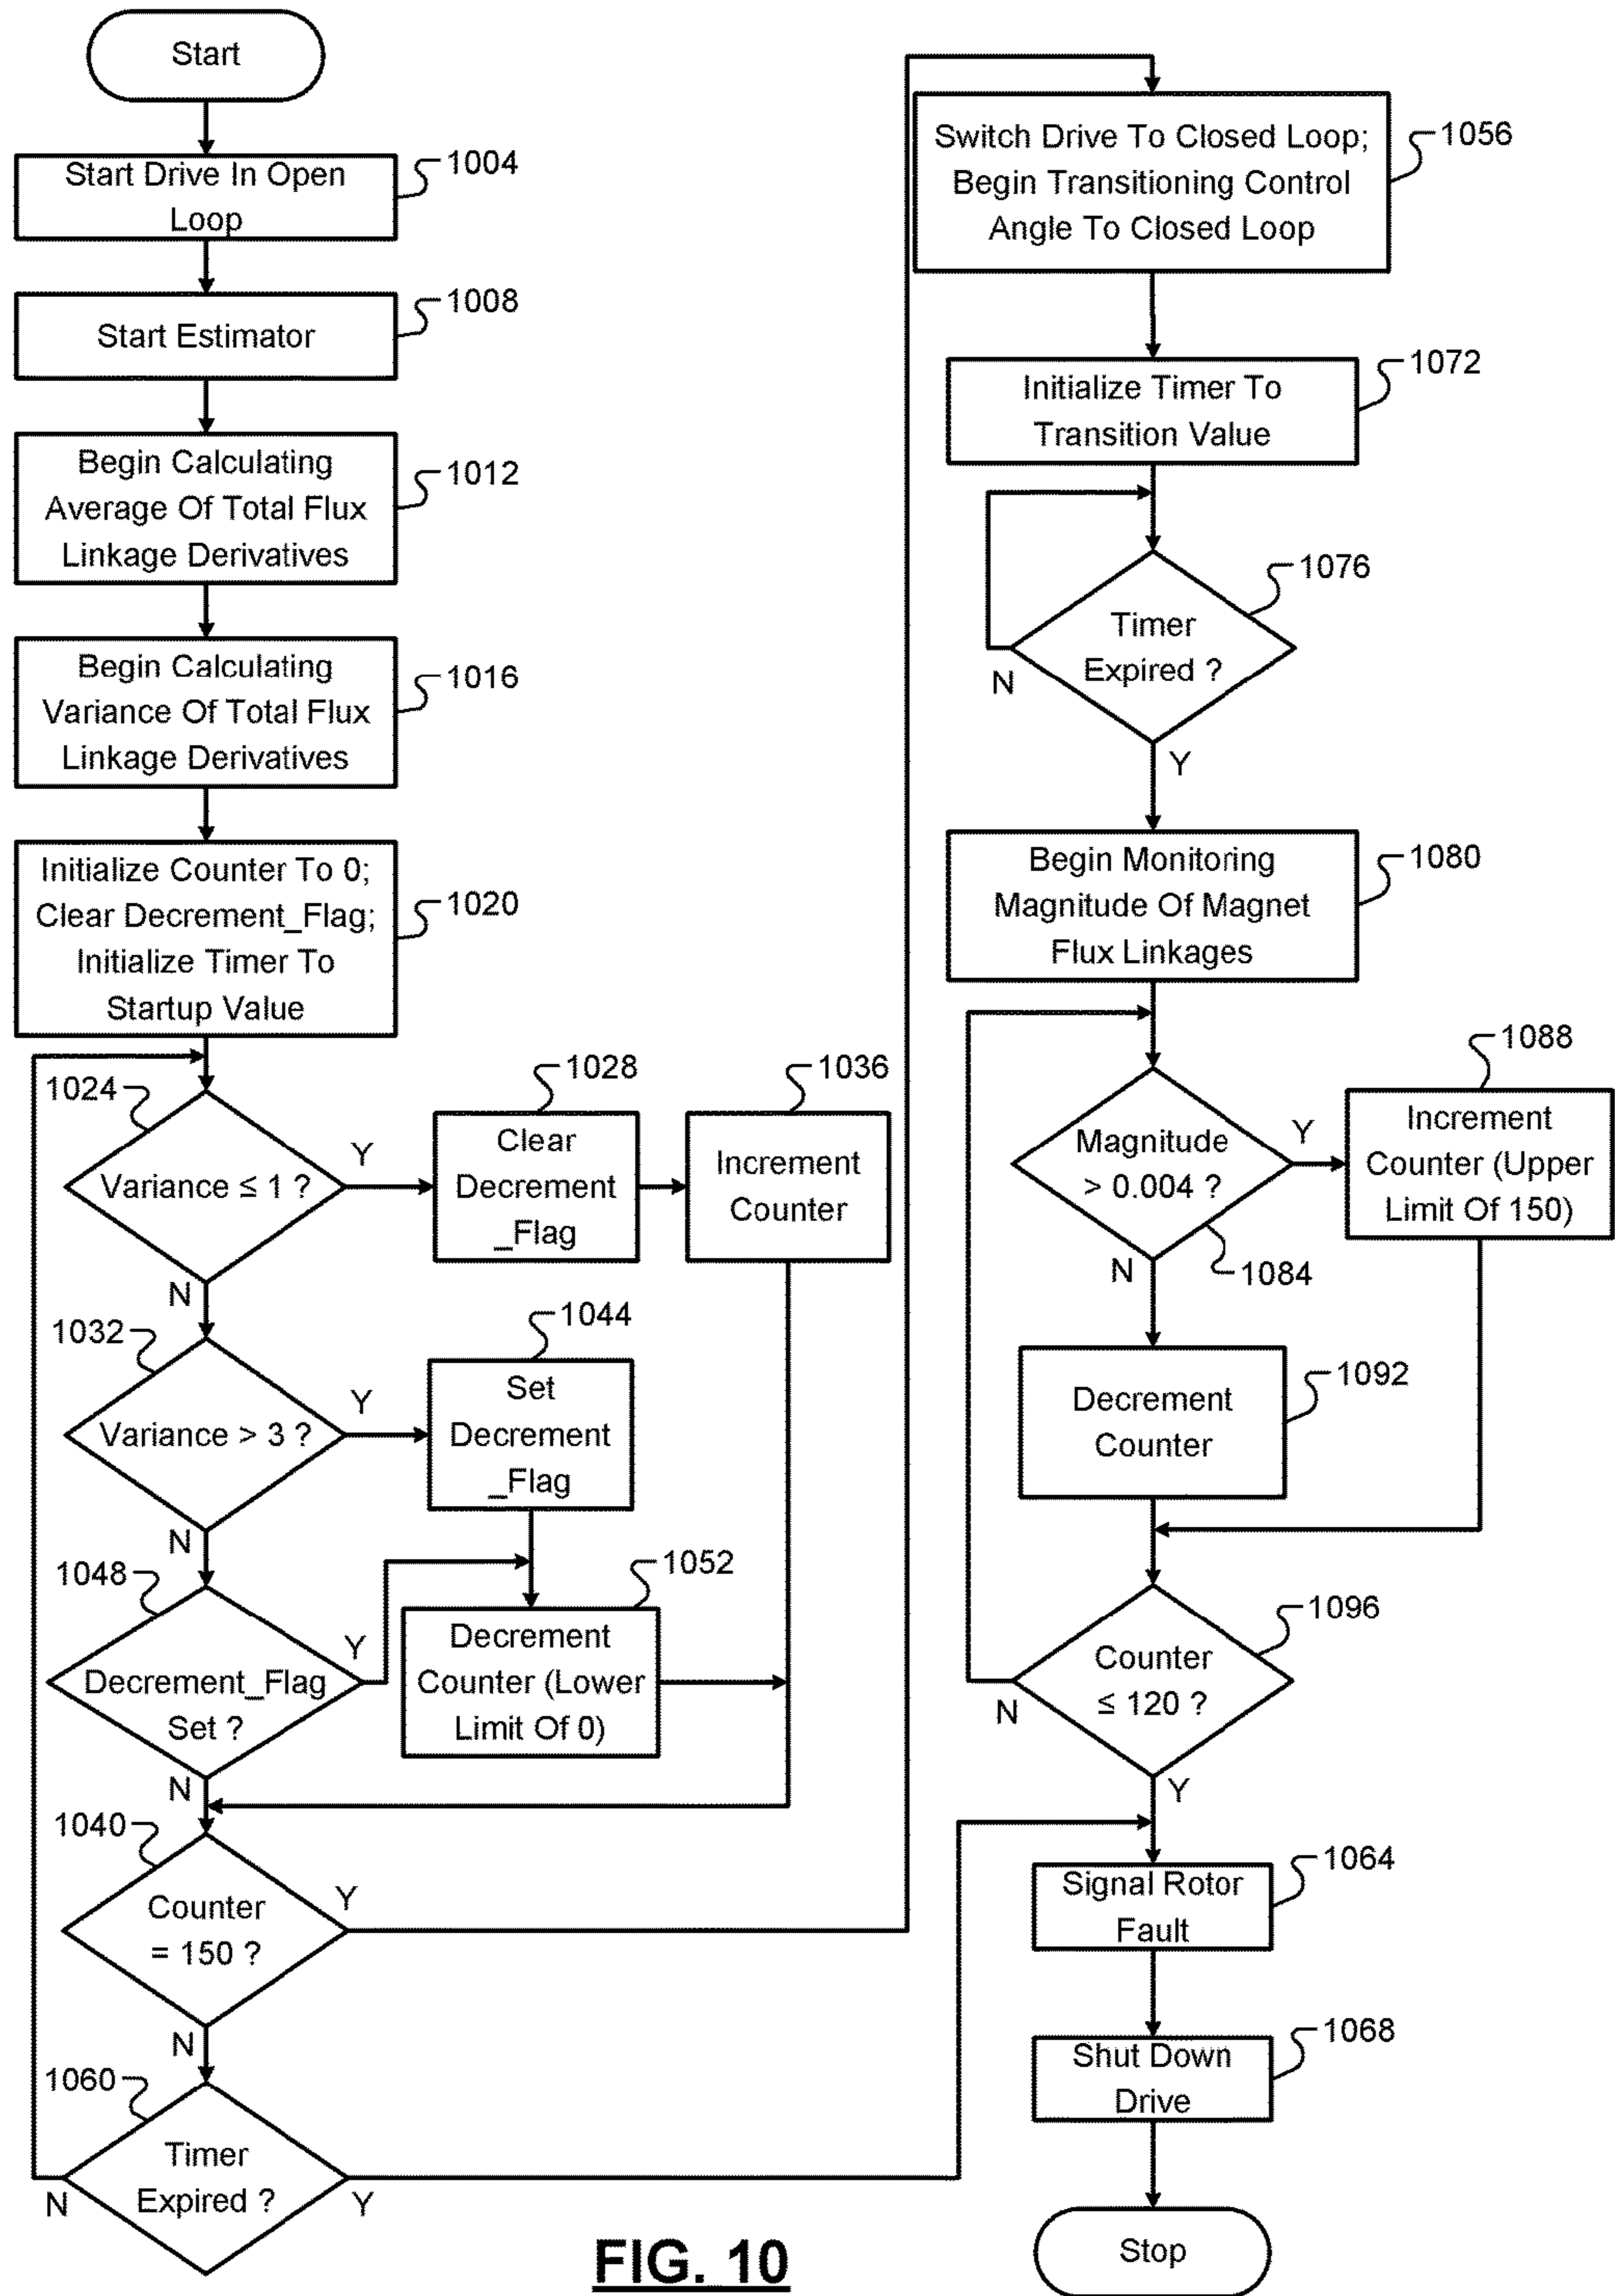 Start
Start Drive In Open
Loop
1004
Start Estimator
1008
Begin Calculating
Average Of Total Flux
Linkage Derivatives
1012
Begin Calculating
Variance Of Total Flux
Linkage Derivatives
1016
Initialize Counter To 0;
Clear Decrement_Flag;
Initialize Timer To
Startup Value
1020
1024
Variance ≤ 1 ?
Y
N
1028
Clear
Decrement
_Flag
1036
Increment
Counter
1032
Variance > 3 ?
Y
N
1044
Set
Decrement
_Flag
1048
Decrement_Flag
Set ?
Y
N
1052
Decrement
Counter (Lower
Limit Of 0)
1040
Counter
= 150 ?
Y
N
1060
Timer
Expired ?
N
Y
Switch Drive To Closed Loop;
Begin Transitioning Control
Angle To Closed Loop
1056
Initialize Timer To
Transition Value
1072
1076
Timer
Expired ?
N
Y
Begin Monitoring
Magnitude Of Magnet
Flux Linkages
1080
Magnitude
> 0.004 ?
Y
N
1084
1088
Increment
Counter (Upper
Limit Of 150)
Decrement
Counter
1092
1096
Counter
≤ 120 ?
N
Y
Signal Rotor
Fault
1064
Shut Down
Drive
1068
Stop
FIG. 10